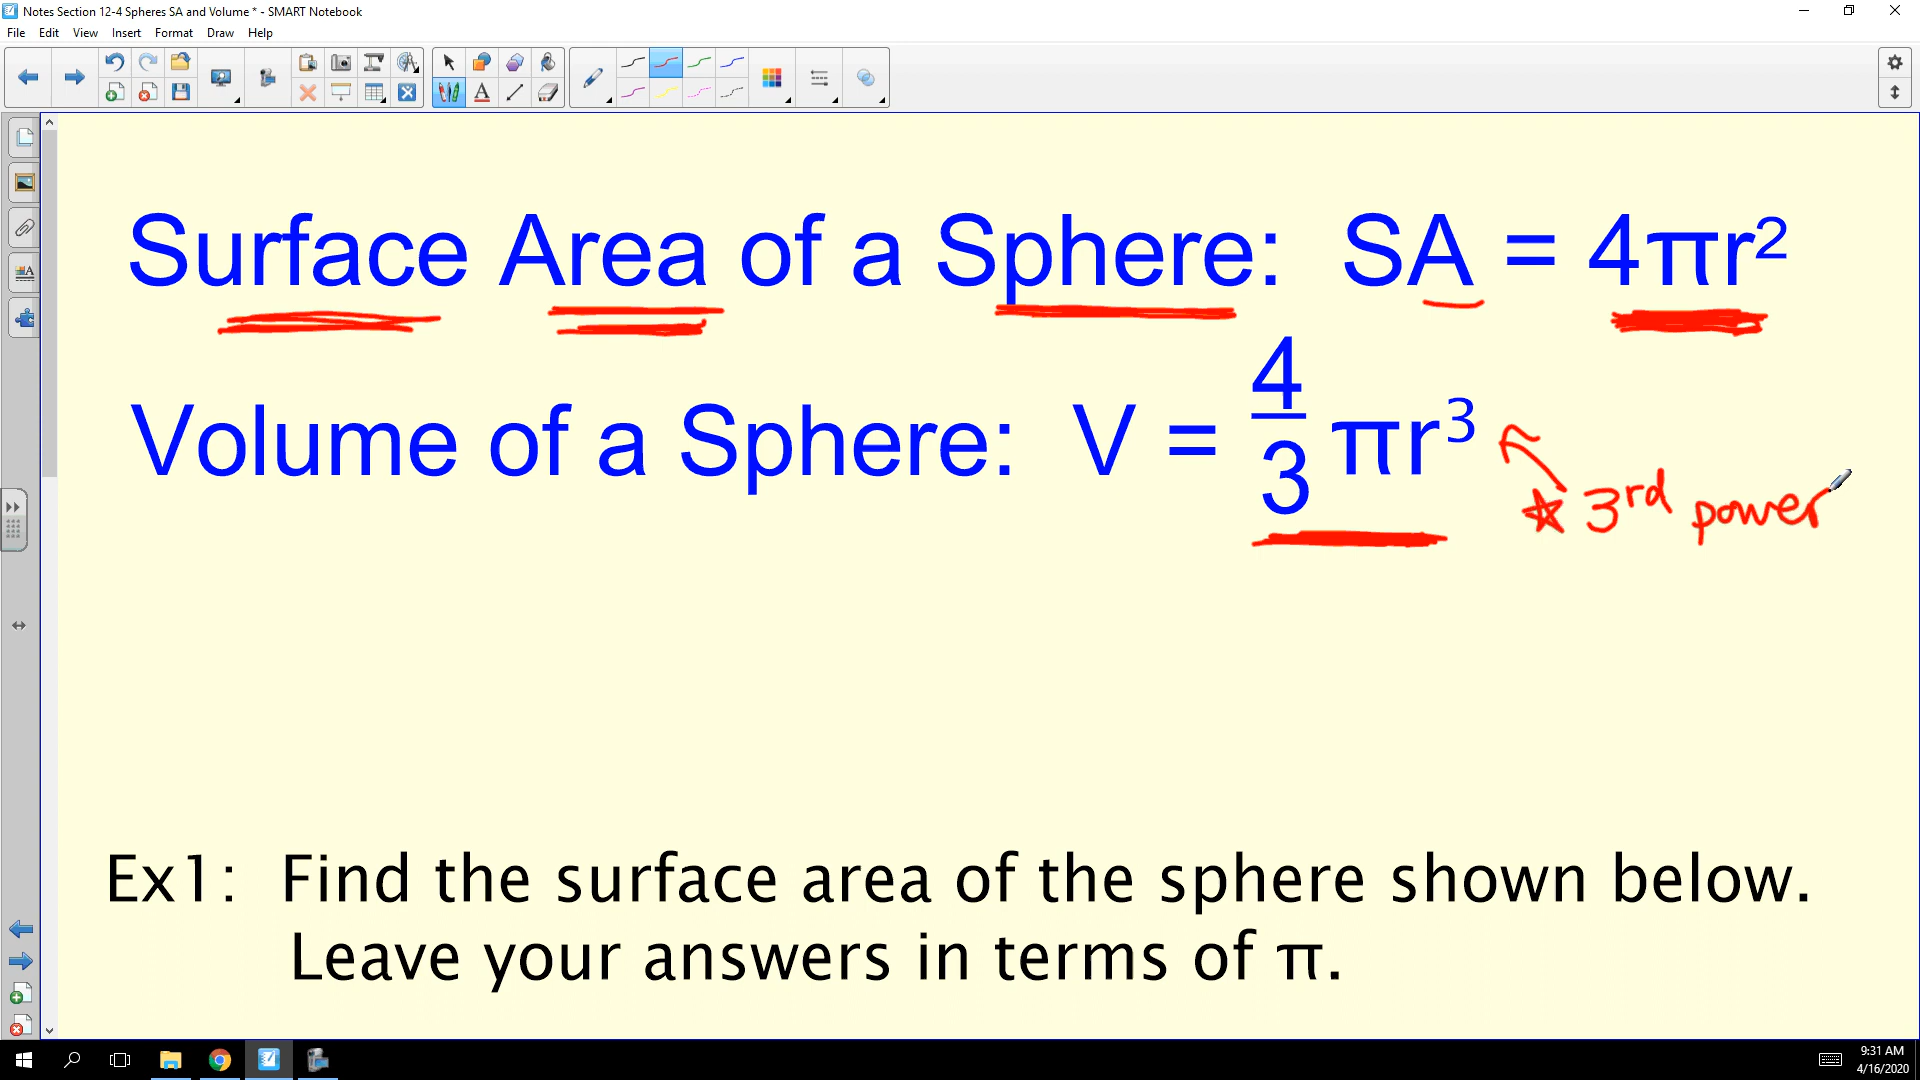 Notes Section 12-4 Spheres SA and Volume * - SMART Notebook
File Edit View Insert Format Draw Help
Surface Area of a Sphere: SA = 4πr²
Volume of a Sphere: V = 4/3 πr³
☆ 3rd power
Ex1: Find the surface area of the sphere shown below.
Leave your answers in terms of π.
9:31 AM
4/16/2020